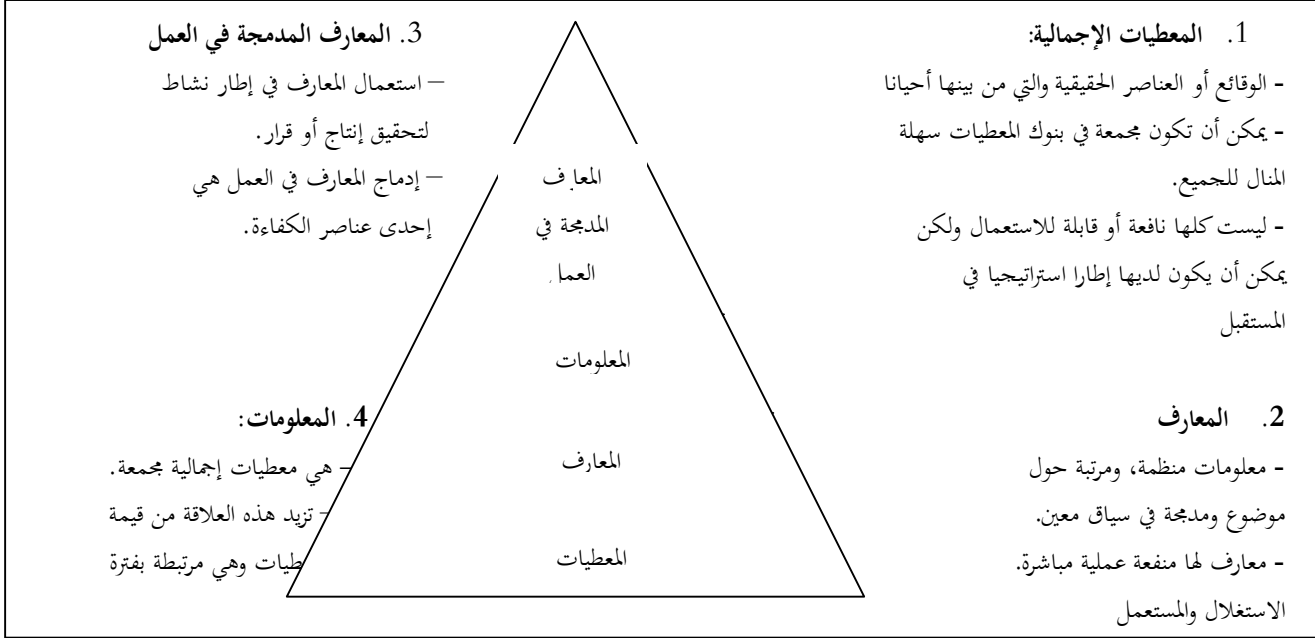 1. المعطيات الإجمالية:
- الوقائع أو العناصر الحقيقية والتي من بينها أحيانا
- يمكن أن تكون مجمعة في بنوك المعطيات سهلة
المنال للجميع.
- ليست كلها نافعة أو قابلة للاستعمال ولكن
يمكن أن يكون لديها إطارا استراتيجيا في
المستقبل
2. المعارف
- معلومات منظمة، ومرتبة حول
موضوع ومدمجة في سياق معين.
- معارف لها منفعة عملية مباشرة.
الاستغلال والمستعمل
المعارف
المدمجة في
العمل
المعلومات
المعارف
المعطيات
3. المعارف المدمجة في العمل
– استعمال المعارف في إطار نشاط
لتحقيق إنتاج أو قرار.
– إدماج المعارف في العمل هي
إحدى عناصر الكفاءة.
4. المعلومات:
– هي معطيات إجمالية مجمعة.
– تزيد هذه العلاقة من قيمة
وهي مرتبطة بفترة